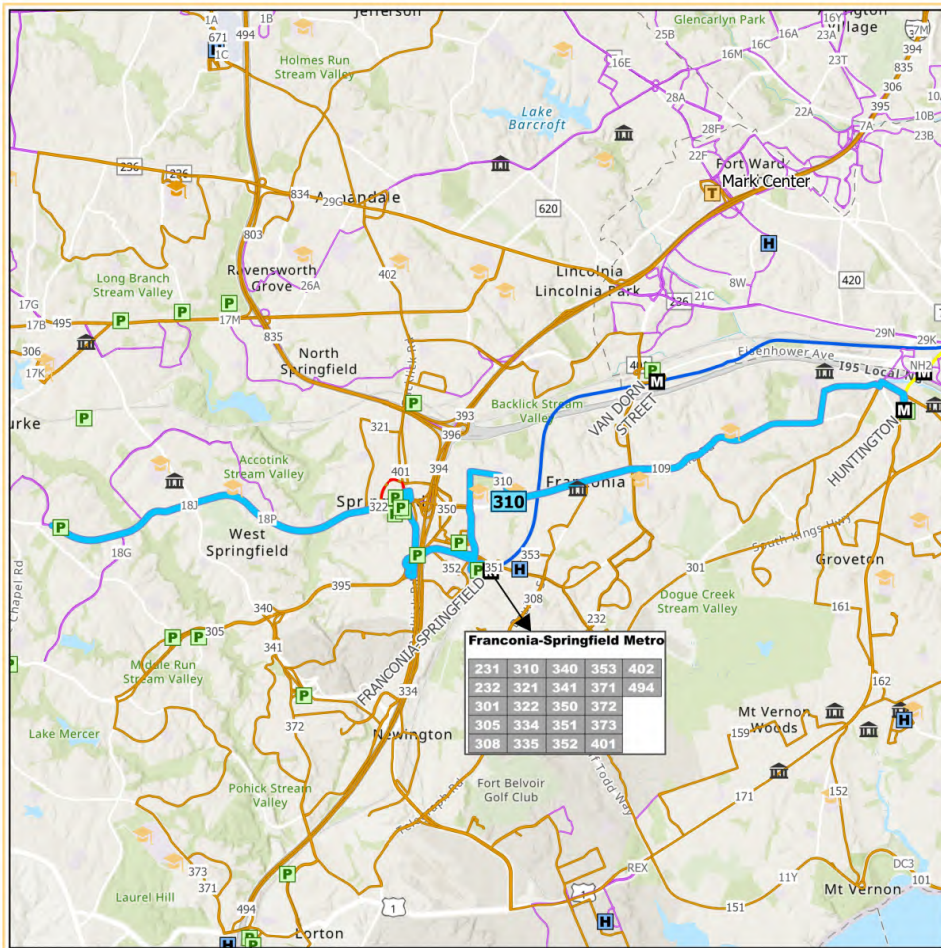 1A
1B
Jefferson
671
494
1C
Holmes Run
Stream Valley
Glencarlyn Park
Village
16Y
23A
16A
16C
25B
16M
23T
16E
394
835
306
395
Lake
Barcroft
28A
22A
7A
10B
23B
28F
22F
Fort Ward
Mark Center
T
236
236
834
29G
Annandale
620
H
803
402
Ravensworth
Grove
26A
Lincolnia
Lincolnia Park
420
8W
21C
236
Long Branch
Stream Valley
17G
17B
495
17M
835
306
17K
North
Springfield
29N
29K
Eisenhower Ave
I95 Local
NH2
M
VAN DORN
STREET
M
HUNTINGTON
Backlick Stream
Valley
393
396
321
394
401
Accotink
Stream Valley
310
109
310
Franconia
322
350
18J
18P
West
Springfield
18G
352
351
353
H
South Kings Hwy
Groveton
395
308
301
232
Dogue Creek
Stream Valley
161
340
305
341
Middle Run
Stream Valley
FRANCONIA-SPRINGFIELD
Franconia-Springfield Metro
231 310 340 353 402
232 321 341 371 494
301 322 350 372
305 334 351 373
308 335 352 401
334
372
Newington
Lake Mercer
162
Mt Vernon
Woods
159
H
Pohick Stream
Valley
Fort Belvoir
Golf Club
Telegraph Rd
171
152
373
371
Laurel Hill
494
Lorton
1
REX
1
H
H
151
11Y
DC3
101
Mt Vernon